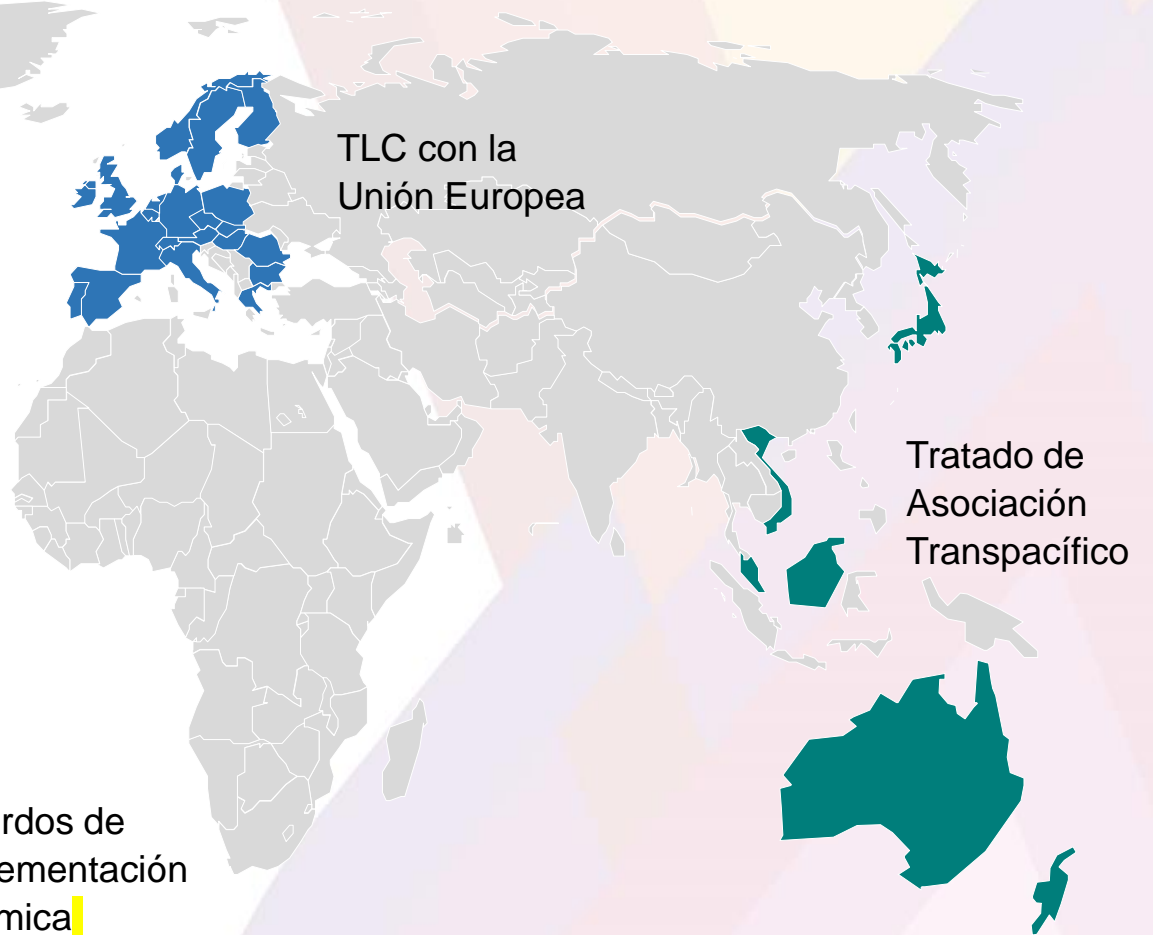 TLC con la
Unión Europea
Tratado de
Asociación
Transpacífico
rdos de
ementación
mica